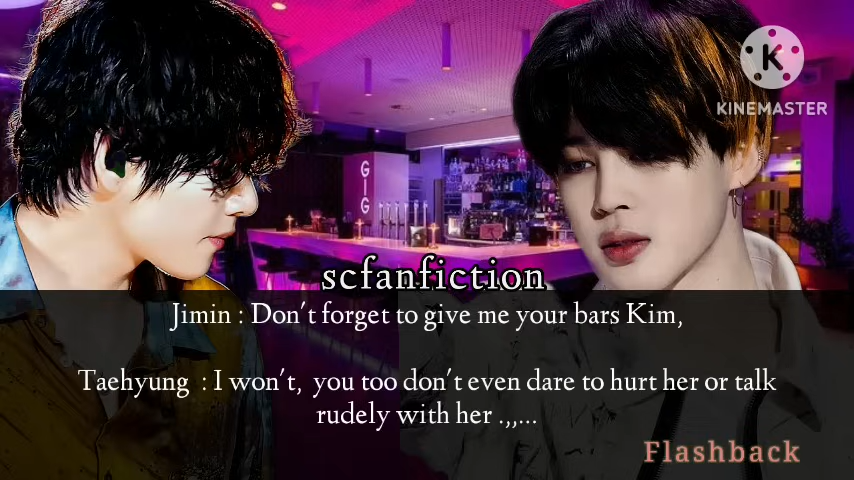 KINEMASTER
GIG
scfanfiction
Jimin : Don't forget to give me your bars Kim,
Taehyung : I won't, you too don't even dare to hurt her or talk
rudely with her .,,...
Flashback